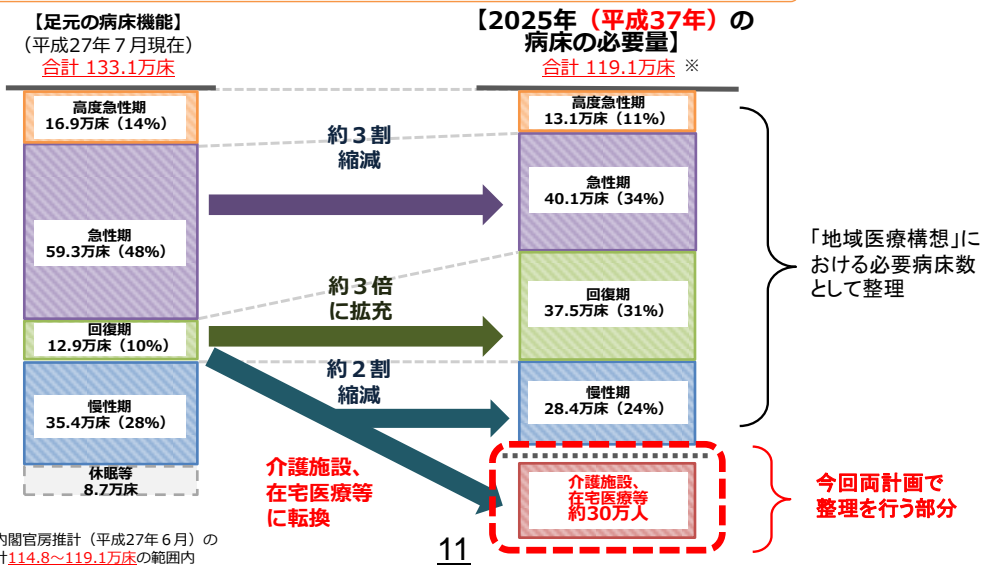 【足元の病床機能】
（平成27年７月現在）
合計 133.1万床
【2025年（平成37年）の
病床の必要量】
合計 119.1万床 ※
高度急性期
16.9万床（14%）
急性期
59.3万床（48%）
回復期
12.9万床（10%）
慢性期
35.4万床（28%）
休眠等
8.7万床
約３割
縮減
約３倍
に拡充
約２割
縮減
介護施設、
在宅医療等
に転換
高度急性期
13.1万床（11%）
急性期
40.1万床（34%）
回復期
37.5万床（31%）
慢性期
28.4万床（24%）
介護施設、
在宅医療等
約30万人
「地域医療構想」に
おける必要病床数
として整理
今回両計画で
整理を行う部分
内閣官房推計（平成27年６月）の
計114.8～119.1万床の範囲内
11